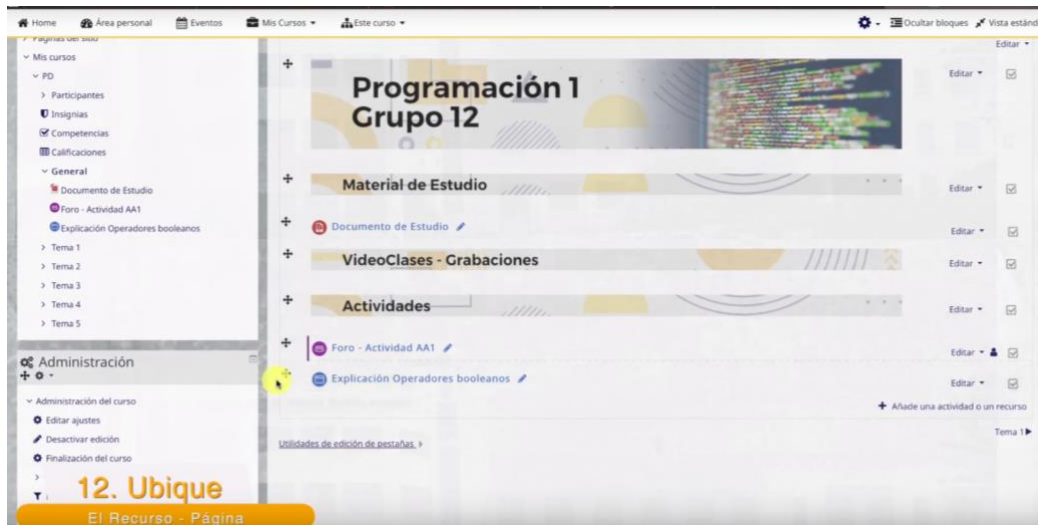 Home Área personal Eventos Mis Cursos Este curso Ocultar bloques Vista estánd
Páginas del sitio
Mis cursos
PD
Participantes
Insignias
Competencias
Calificaciones
General
Documento de Estudio
Foro - Actividad AA1
Explicación Operadores booleanos
Tema 1
Tema 2
Tema 3
Tema 4
Tema 5
Administración
Administración del curso
Editar ajustes
Desactivar edición
Finalización del curso
Editar
Programación 1
Grupo 12
Editar
Material de Estudio
Editar
Documento de Estudio
Editar
VideoClases - Grabaciones
Editar
Actividades
Editar
Foro - Actividad AA1
Editar
Explicación Operadores booleanos
Editar
Añade una actividad o un recurso
Tema 1
Utilidades de edición de pestañas
12. Ubique
El Recurso - Página